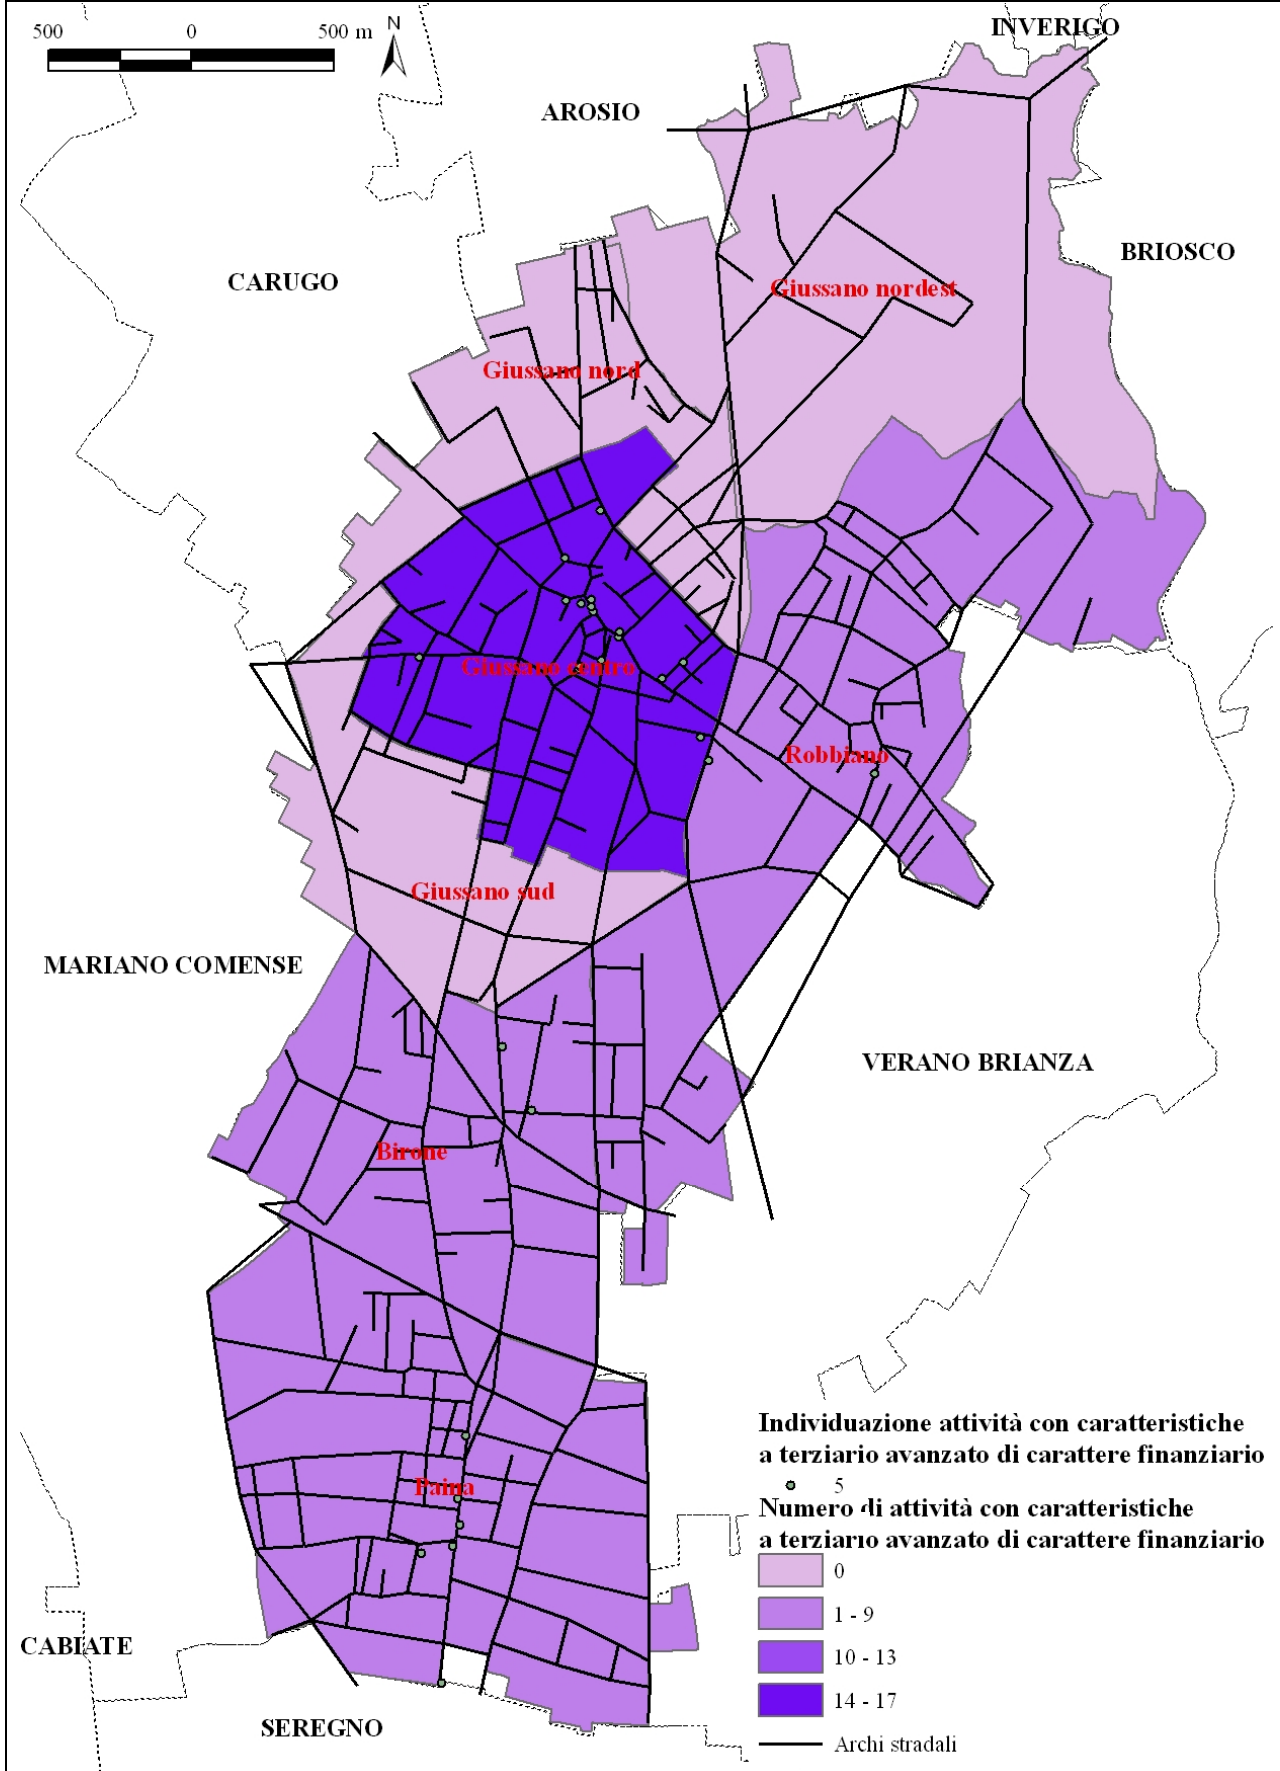 500 0 500 m
N
INVERIGO
AROSIO
BRIOSCO
CARUGO
Giussano nordest
Giussano nord
Giussano centro
Robbiano
Giussano sud
MARIANO COMENSE
VERANO BRIANZA
Birone
Paina
CABIATE
SEREGNO
Individuazione attività con caratteristiche
a terziario avanzato di carattere finanziario
5
Numero di attività con caratteristiche
a terziario avanzato di carattere finanziario
0
1 - 9
10 - 13
14 - 17
Archi stradali